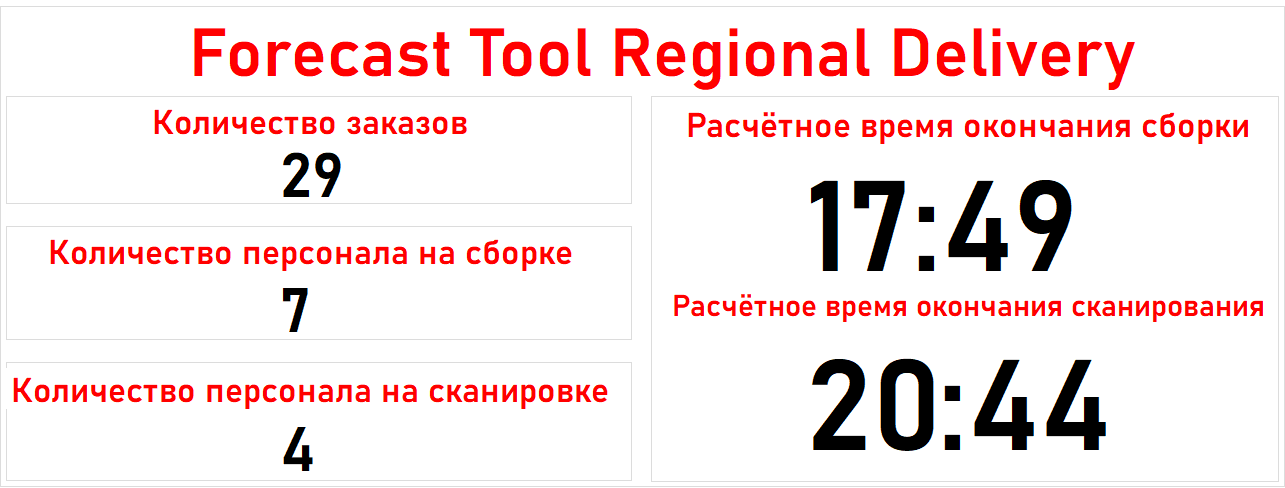 Forecast Tool Regional Delivery
Количество заказов
29
Количество персонала на сборке
7
Количество персонала на сканировке
4
Расчётное время окончания сборки
17:49
Расчётное время окончания сканирования
20:44